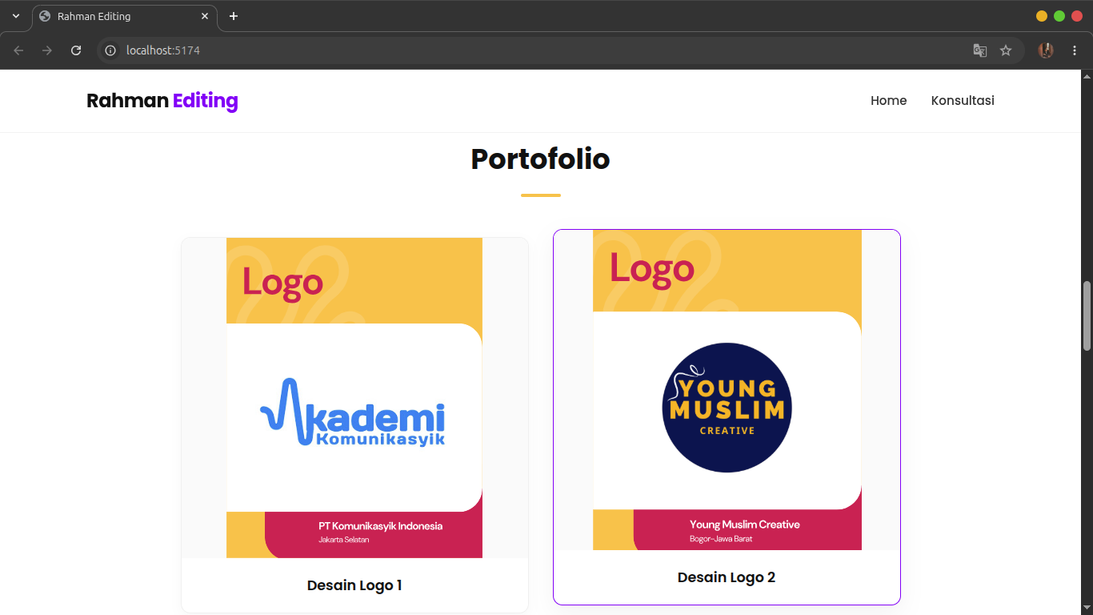 Rahman Editing
localhost:5174
Rahman Editing
Home
Konsultasi
Portofolio
Logo
Akademi
Komunikasyik
PT Komunikasyik Indonesia
Jakarta Selatan
Desain Logo 1
Logo
YOUNG
MUSLIM
CREATIVE
Young Muslim Creative
Bogor-Jawa Barat
Desain Logo 2